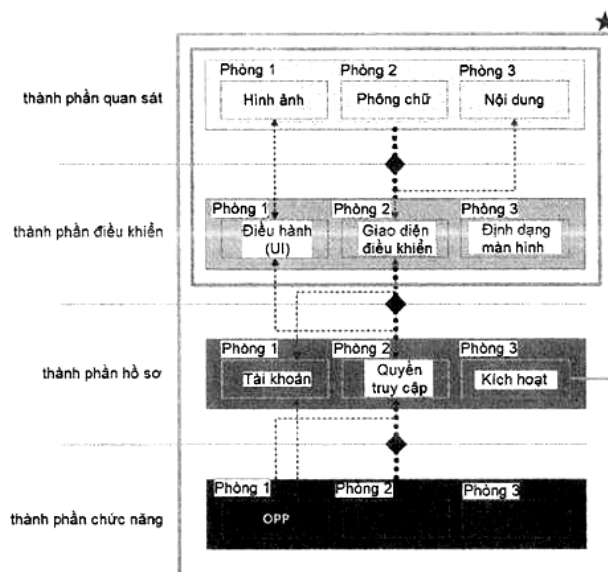 Phòng 1 Phòng 2 Phòng 3
thành phần quan sát
Hình ảnh Phông chữ Nội dung
Phòng 1 Phòng 2 Phòng 3
thành phần điều khiển
Điều hành Giao diện Định dạng
(UI) điều khiển màn hình
Phòng 1 Phòng 2 Phòng 3
thành phần hồ sơ
Tài khoản Quyền Kích hoạt
truy cập
Phòng 1 Phòng 2 Phòng 3
thành phần chức năng
OPP